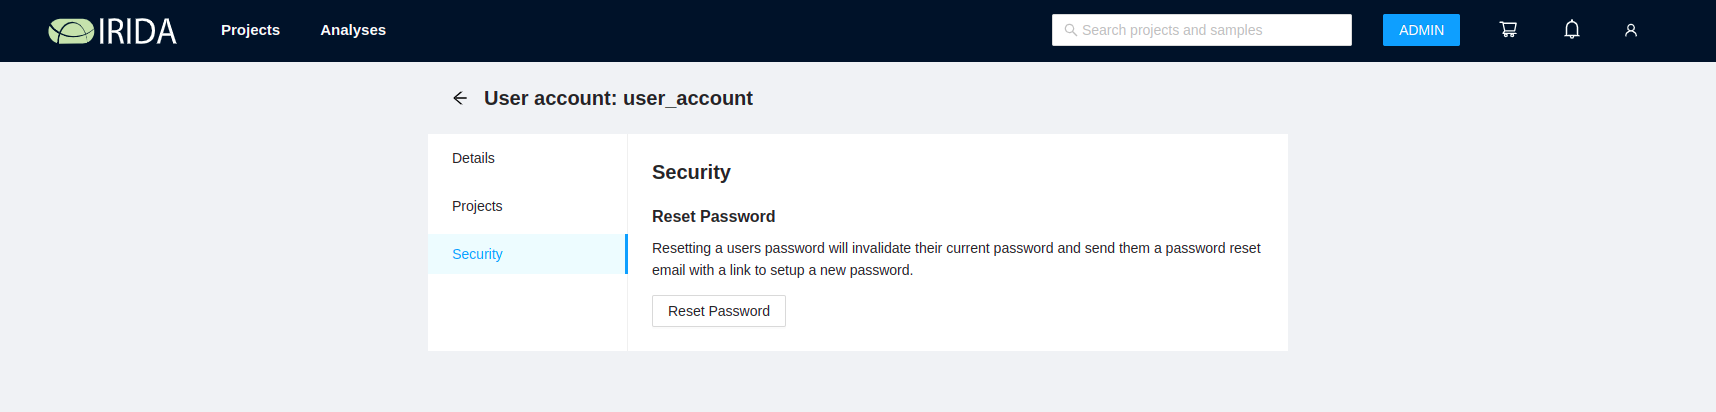 IRIDA
Projects
Analyses
Search projects and samples
ADMIN
User account: user_account
Details
Projects
Security
Security
Reset Password
Resetting a users password will invalidate their current password and send them a password reset
email with a link to setup a new password.
Reset Password